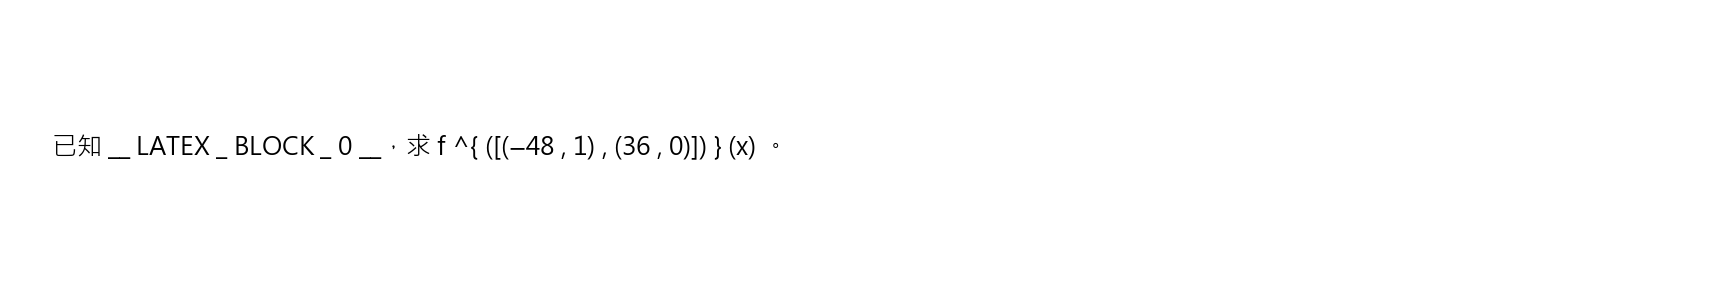 已知 __ LATEX _ BLOCK _ 0 __，求 f ^{ ([(−48 , 1) , (36 , 0)]) } (x) 。